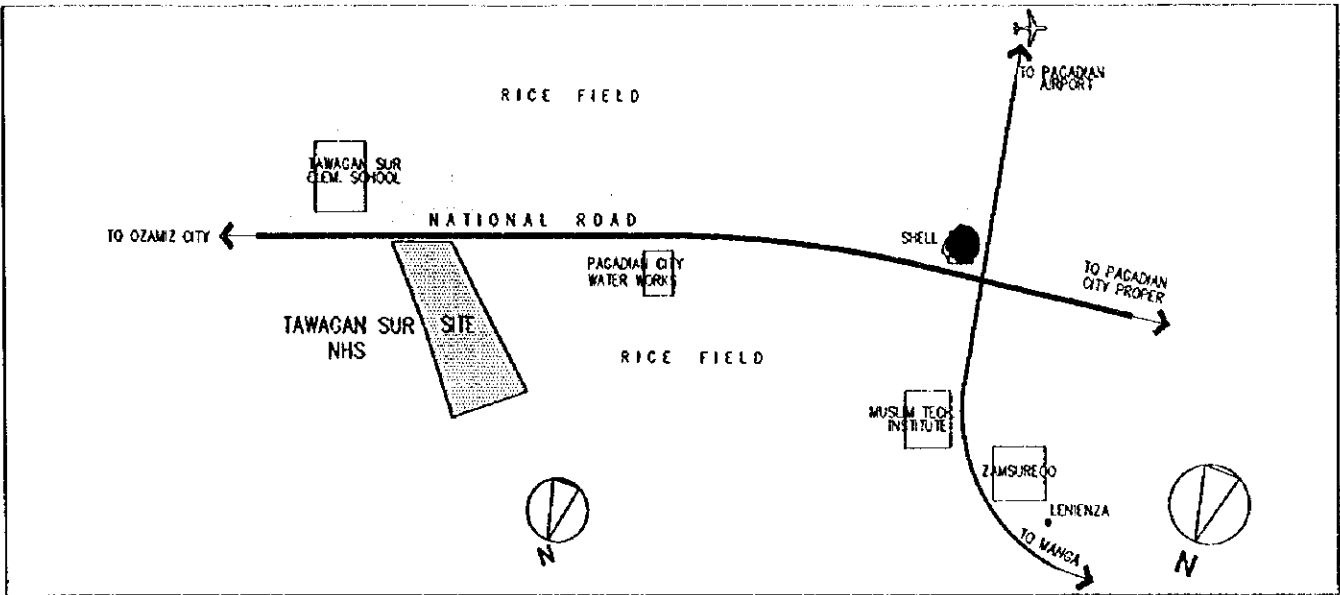 TO PAGADIAN
AIRPORT
RICE FIELD
TAWAGAN SUR
ELEM. SCHOOL
NATIONAL ROAD
TO OZAMIZ CITY
SHELL
PAGADIAN CITY
WATER WORKS
TO PAGADIAN
CITY PROPER
TAWAGAN SUR
NHS
SITE
RICE FIELD
MUSLIM TECH
INSTITUTE
ZAMSURECO
LENIENZA
TO MANGA
N
N